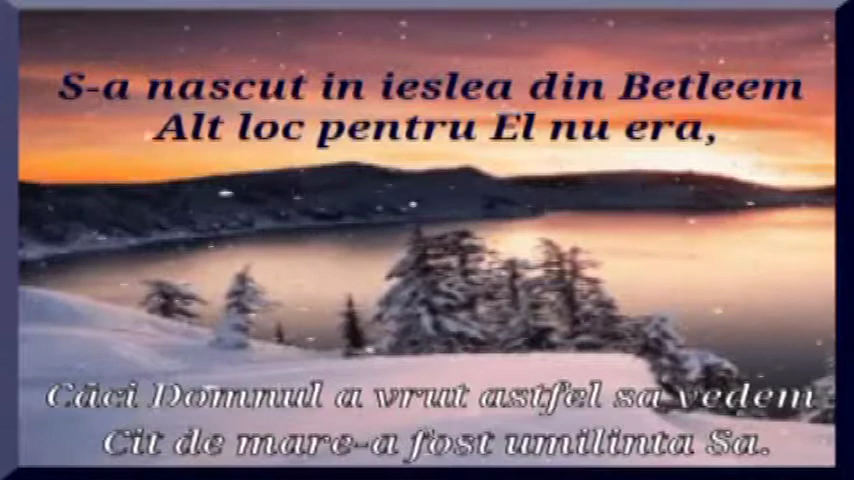 S-a nascut in ieslea din Betleem
Alt loc pentru El nu era,
Căci Domnul a vrut astfel sa vedem
Cit de mare-a fost umilinta Sa.